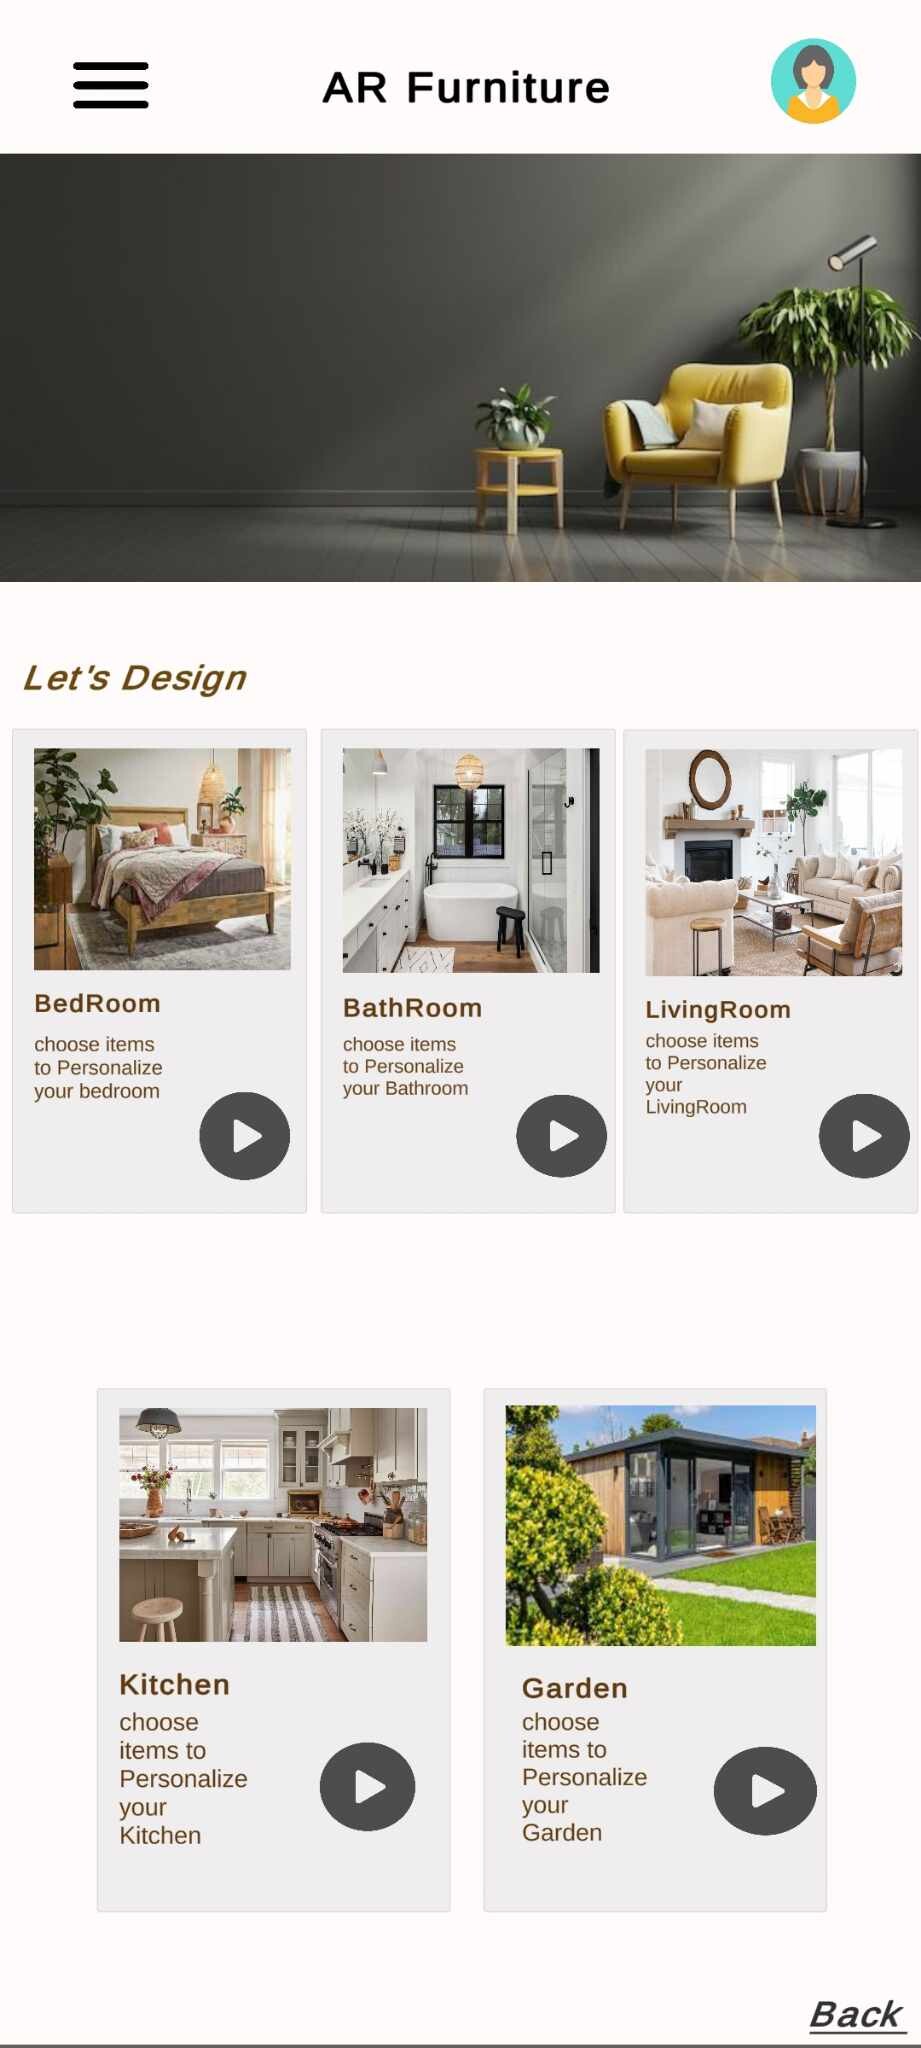 AR Furniture
Let's Design
BedRoom
choose items
to Personalize
your bedroom
BathRoom
choose items
to Personalize
your Bathroom
LivingRoom
choose items
to Personalize
your
LivingRoom
Kitchen
choose
items to
Personalize
your
Kitchen
Garden
choose
items to
Personalize
your
Garden
Back